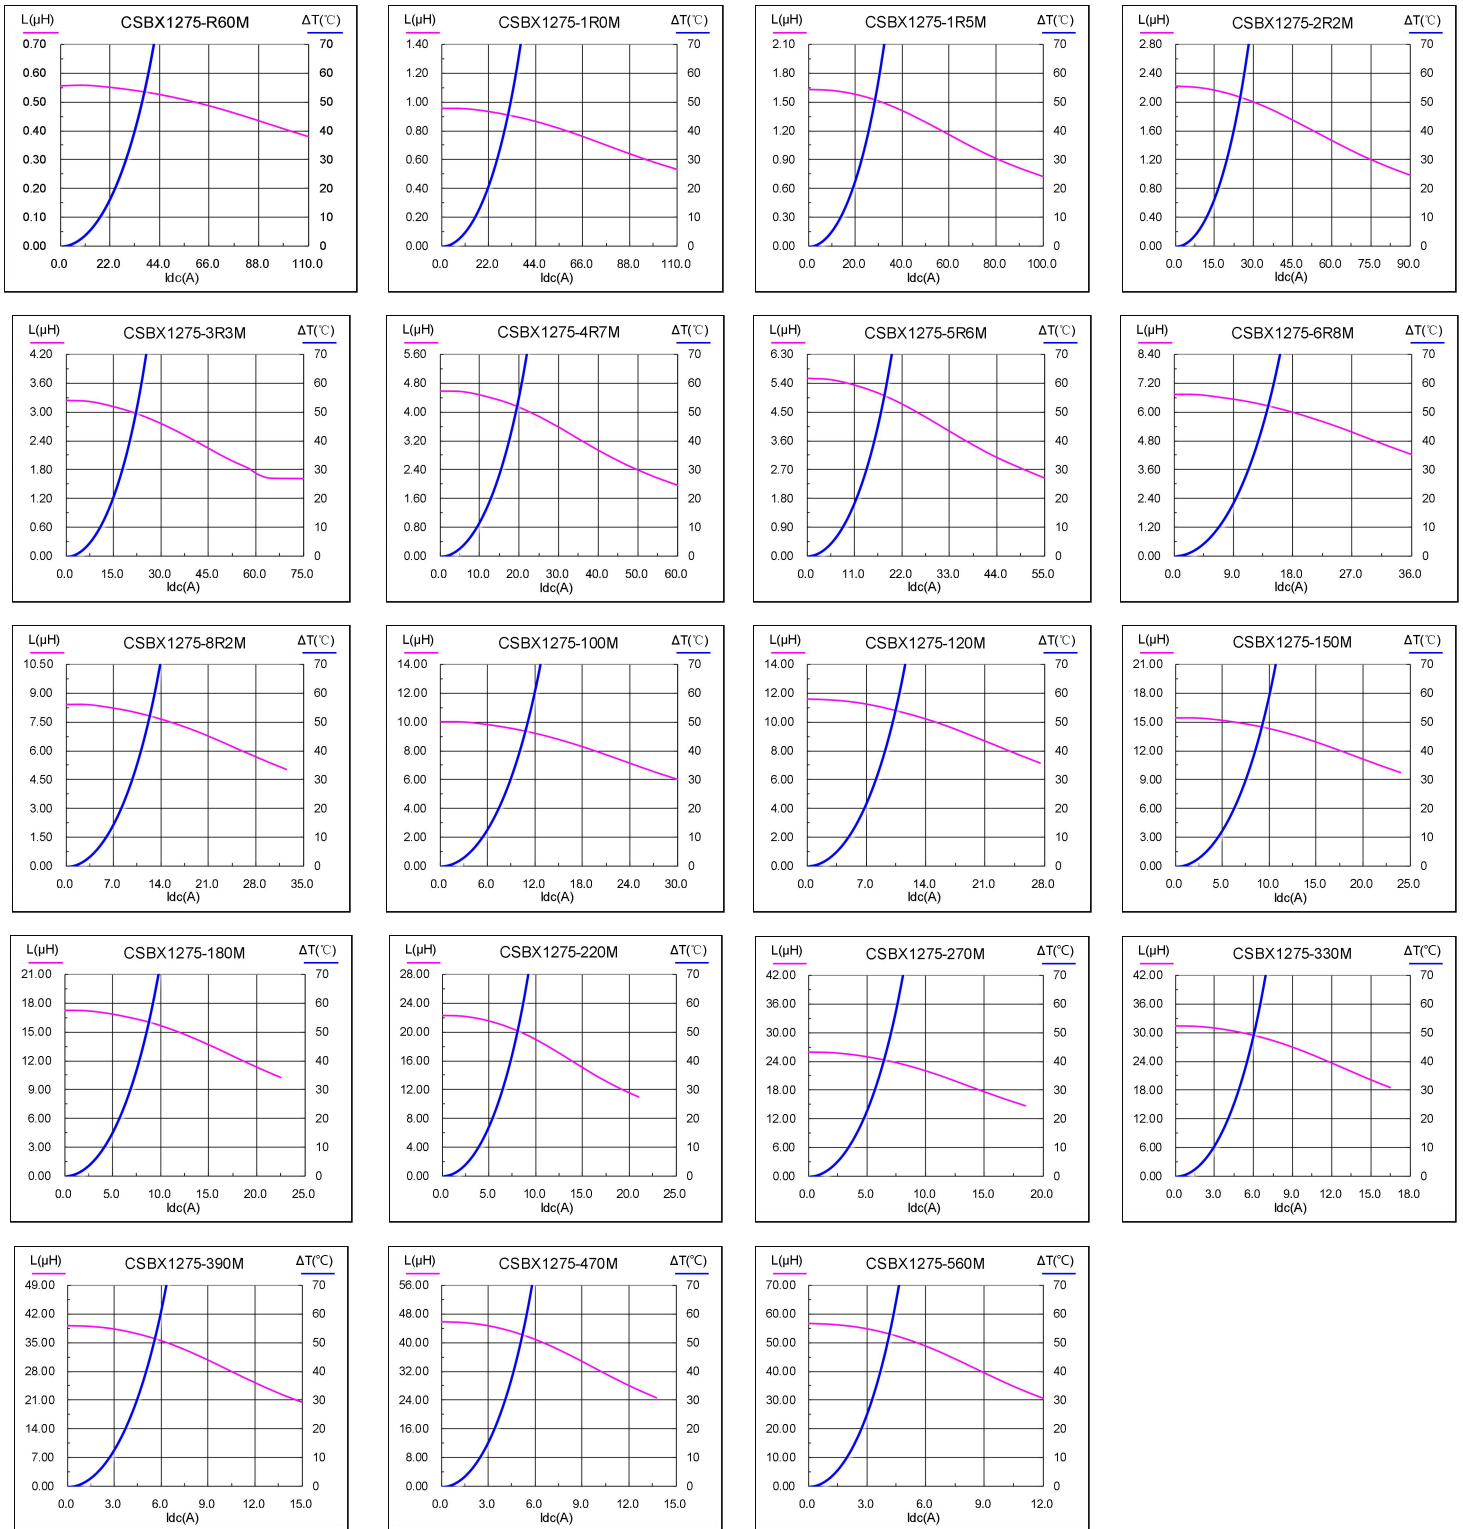 L(μH) CSBX1275-R60M ΔT(℃)
0.70 70
0.60 60
0.50 50
0.40 40
0.30 30
0.20 20
0.10 10
0.00 0
0.0 22.0 44.0 66.0 88.0 110.0
Idc(A)
L(μH) CSBX1275-1R0M ΔT(℃)
1.40 70
1.20 60
1.00 50
0.80 40
0.60 30
0.40 20
0.20 10
0.00 0
0.0 22.0 44.0 66.0 88.0 110.0
Idc(A)
L(μH) CSBX1275-1R5M ΔT(℃)
2.10 70
1.80 60
1.50 50
1.20 40
0.90 30
0.60 20
0.30 10
0.00 0
0.0 20.0 40.0 60.0 80.0 100.0
Idc(A)
L(μH) CSBX1275-2R2M ΔT(℃)
2.80 70
2.40 60
2.00 50
1.60 40
1.20 30
0.80 20
0.40 10
0.00 0
0.0 15.0 30.0 45.0 60.0 75.0 90.0
Idc(A)
L(μH) CSBX1275-3R3M ΔT(℃)
4.20 70
3.60 60
3.00 50
2.40 40
1.80 30
1.20 20
0.60 10
0.00 0
0.0 15.0 30.0 45.0 60.0 75.0
Idc(A)
L(μH) CSBX1275-4R7M ΔT(℃)
5.60 70
4.80 60
4.00 50
3.20 40
2.40 30
1.60 20
0.80 10
0.00 0
0.0 10.0 20.0 30.0 40.0 50.0 60.0
Idc(A)
L(μH) CSBX1275-5R6M ΔT(℃)
6.30 70
5.40 60
4.50 50
3.60 40
2.70 30
1.80 20
0.90 10
0.00 0
0.0 11.0 22.0 33.0 44.0 55.0
Idc(A)
L(μH) CSBX1275-6R8M ΔT(℃)
8.40 70
7.20 60
6.00 50
4.80 40
3.60 30
2.40 20
1.20 10
0.00 0
0.0 9.0 18.0 27.0 36.0
Idc(A)
L(μH) CSBX1275-8R2M ΔT(℃)
10.50 70
9.00 60
7.50 50
6.00 40
4.50 30
3.00 20
1.50 10
0.00 0
0.0 7.0 14.0 21.0 28.0 35.0
Idc(A)
L(μH) CSBX1275-100M ΔT(℃)
14.00 70
12.00 60
10.00 50
8.00 40
6.00 30
4.00 20
2.00 10
0.00 0
0.0 6.0 12.0 18.0 24.0 30.0
Idc(A)
L(μH) CSBX1275-120M ΔT(℃)
14.00 70
12.00 60
10.00 50
8.00 40
6.00 30
4.00 20
2.00 10
0.00 0
0.0 7.0 14.0 21.0 28.0
Idc(A)
L(μH) CSBX1275-150M ΔT(℃)
21.00 70
18.00 60
15.00 50
12.00 40
9.00 30
6.00 20
3.00 10
0.00 0
0.0 5.0 10.0 15.0 20.0 25.0
Idc(A)
L(μH) CSBX1275-180M ΔT(℃)
21.00 70
18.00 60
15.00 50
12.00 40
9.00 30
6.00 20
3.00 10
0.00 0
0.0 5.0 10.0 15.0 20.0 25.0
Idc(A)
L(μH) CSBX1275-220M ΔT(℃)
28.00 70
24.00 60
20.00 50
16.00 40
12.00 30
8.00 20
4.00 10
0.00 0
0.0 5.0 10.0 15.0 20.0 25.0
Idc(A)
L(μH) CSBX1275-270M ΔT(℃)
42.00 70
36.00 60
30.00 50
24.00 40
18.00 30
12.00 20
6.00 10
0.00 0
0.0 5.0 10.0 15.0 20.0
Idc(A)
L(μH) CSBX1275-330M ΔT(℃)
42.00 70
36.00 60
30.00 50
24.00 40
18.00 30
12.00 20
6.00 10
0.00 0
0.0 3.0 6.0 9.0 12.0 15.0 18.0
Idc(A)
L(μH) CSBX1275-390M ΔT(℃)
49.00 70
42.00 60
35.00 50
28.00 40
21.00 30
14.00 20
7.00 10
0.00 0
0.0 3.0 6.0 9.0 12.0 15.0
Idc(A)
L(μH) CSBX1275-470M ΔT(℃)
56.00 70
48.00 60
40.00 50
32.00 40
24.00 30
16.00 20
8.00 10
0.00 0
0.0 3.0 6.0 9.0 12.0 15.0
Idc(A)
L(μH) CSBX1275-560M ΔT(℃)
70.00 70
60.00 60
50.00 50
40.00 40
30.00 30
20.00 20
10.00 10
0.00 0
0.0 3.0 6.0 9.0 12.0
Idc(A)